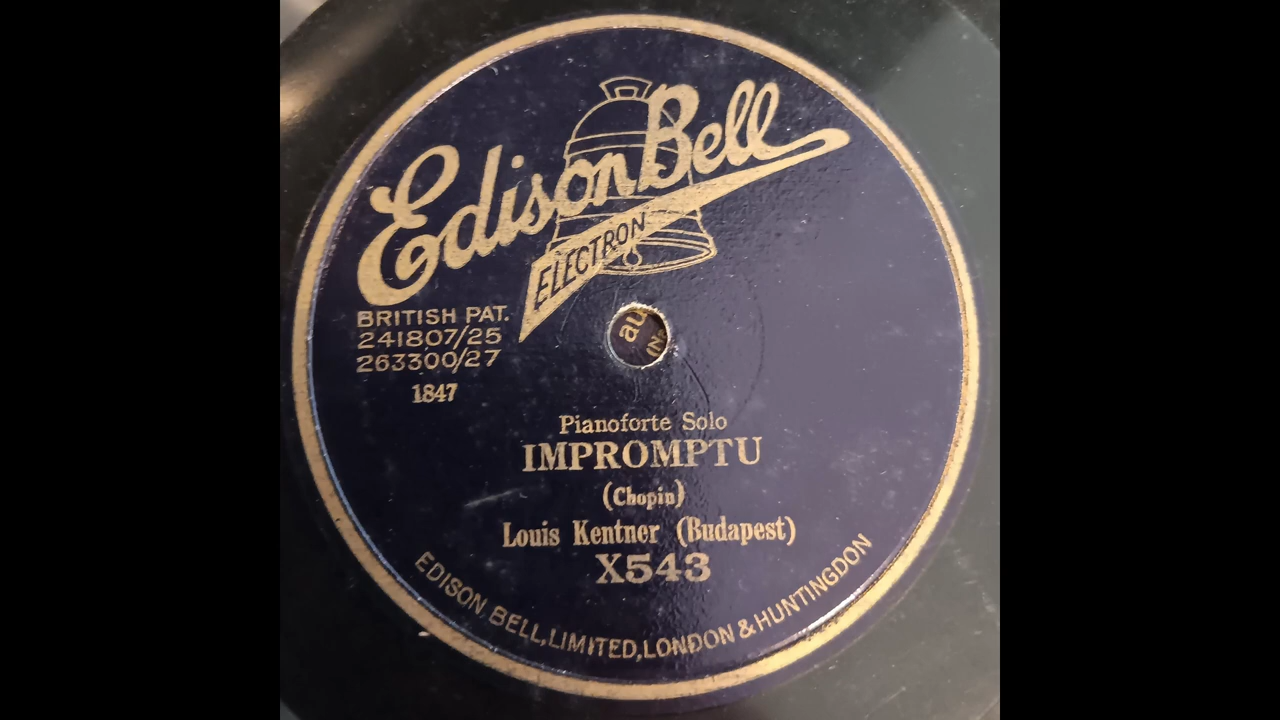 Edison Bell
ELECTRON
BRITISH PAT.
241807/25
263300/27
1847
au
Pianoforte Solo
IMPROMPTU
(Chopin)
Louis Kentner (Budapest)
X543
EDISON BELL, LIMITED, LONDON & HUNTINGDON